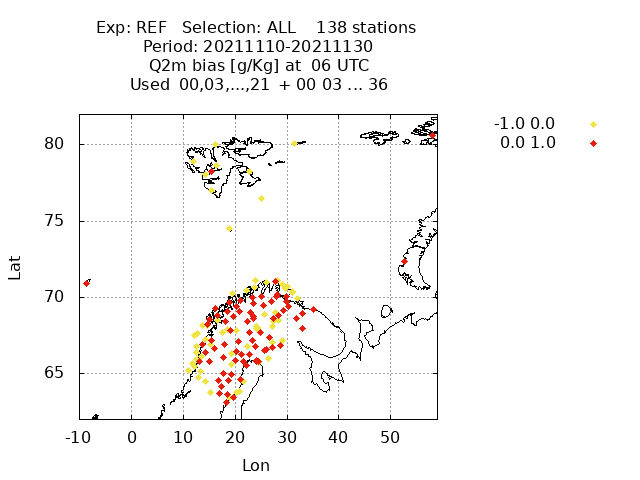 Exp: REF   Selection: ALL    138 stations
Period: 20211110-20211130
Q2m bias [g/Kg] at  06 UTC
Used  00,03,...,21  + 00 03 ... 36
-1.0 0.0
0.0 1.0
80
75
70
65
Lat
-10 0 10 20 30 40 50
Lon